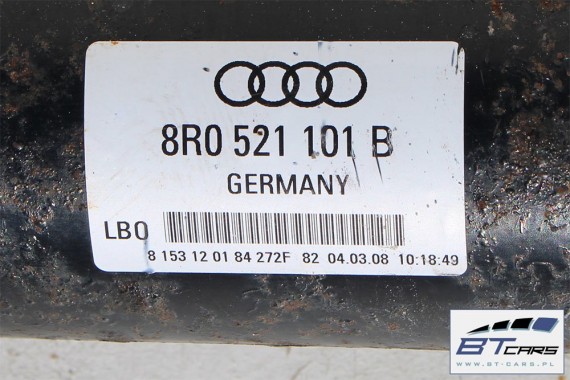 8R0 521 101 B
GERMANY
LB0
8 153 12 01 84 272F 82 04.03.08 10:18:49
BT CARS
WWW.BT-CARS.PL